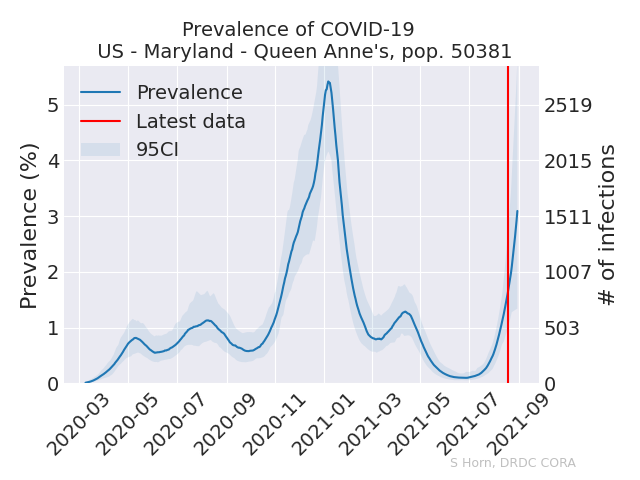 Prevalence of COVID-19
US - Maryland - Queen Anne's, pop. 50381
Prevalence
Latest data
95CI
Prevalence (%)
5
4
3
2
1
0
2519
2015
1511
1007
503
0
# of infections
2020-03
2020-05
2020-07
2020-09
2020-11
2021-01
2021-03
2021-05
2021-07
2021-09
S Horn, DRDC CORA